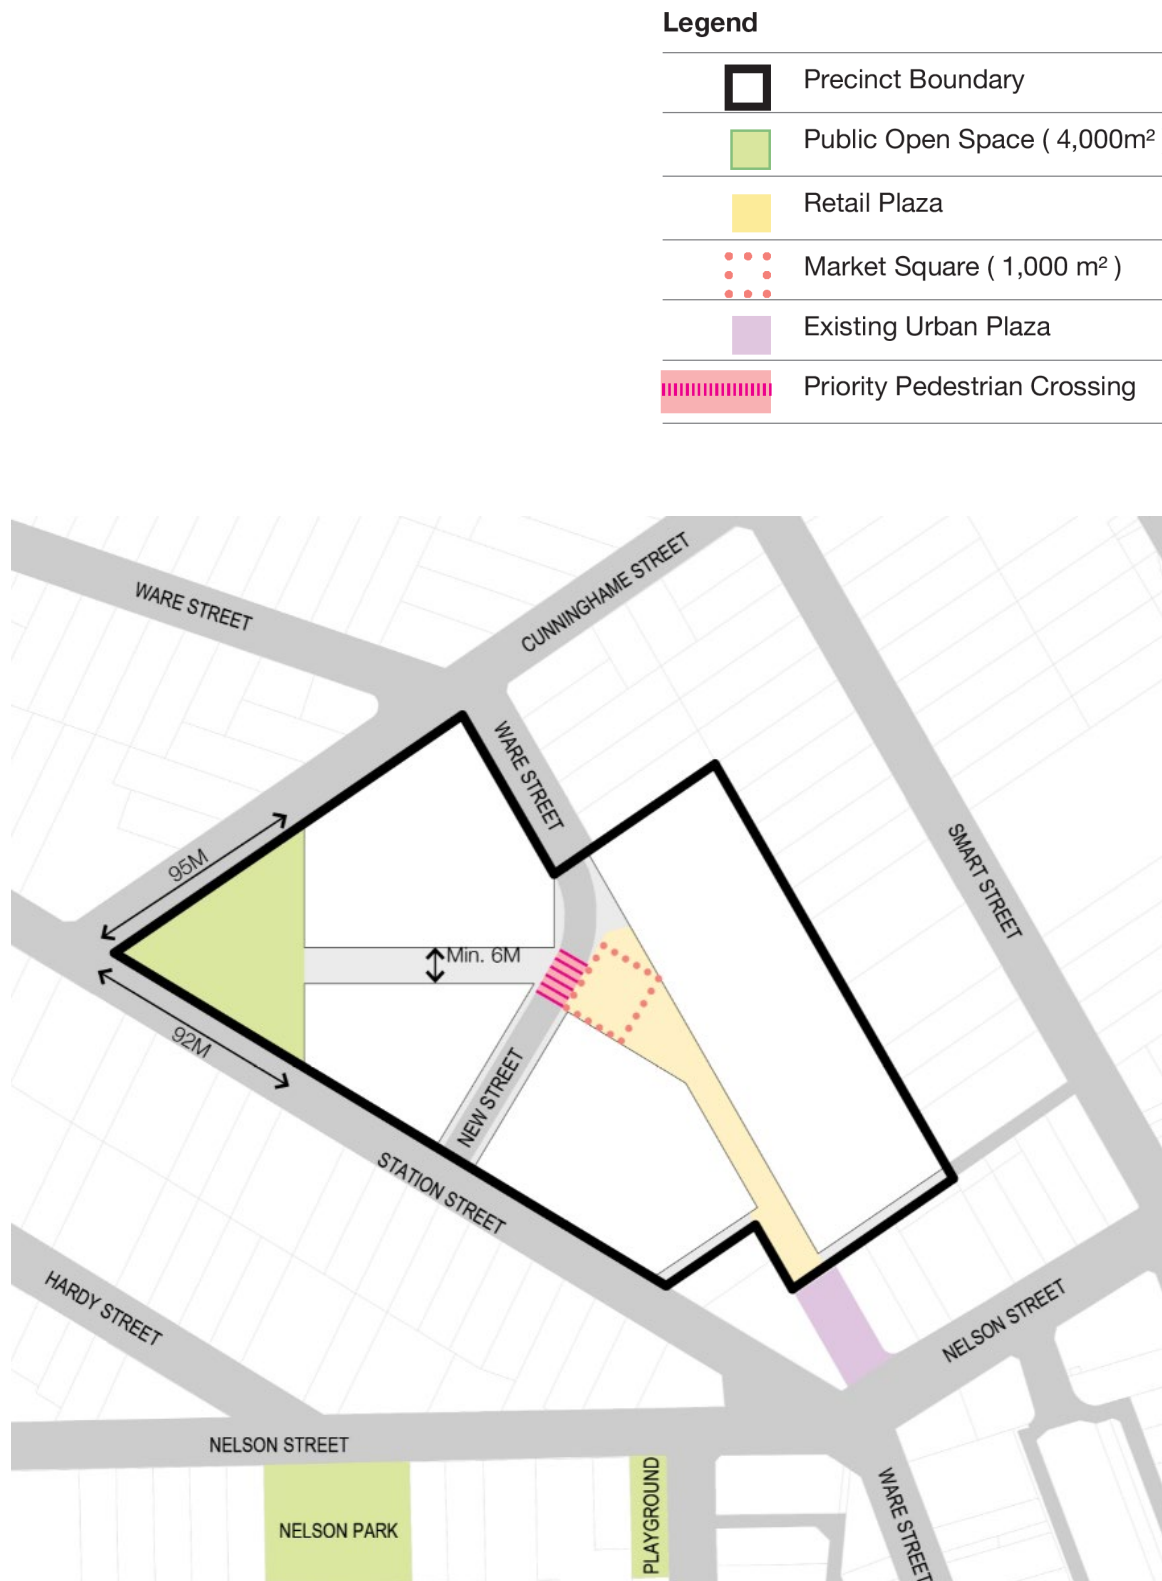 Legend
Precinct Boundary
Public Open Space ( 4,000m²
Retail Plaza
Market Square ( 1,000 m² )
Existing Urban Plaza
Priority Pedestrian Crossing
WARE STREET
CUNNINGHAME STREET
WARE STREET
95M
SMART STREET
Min. 6M
92M
NEW STREET
STATION STREET
HARDY STREET
NELSON STREET
NELSON STREET
NELSON PARK
PLAYGROUND
WARE STREET